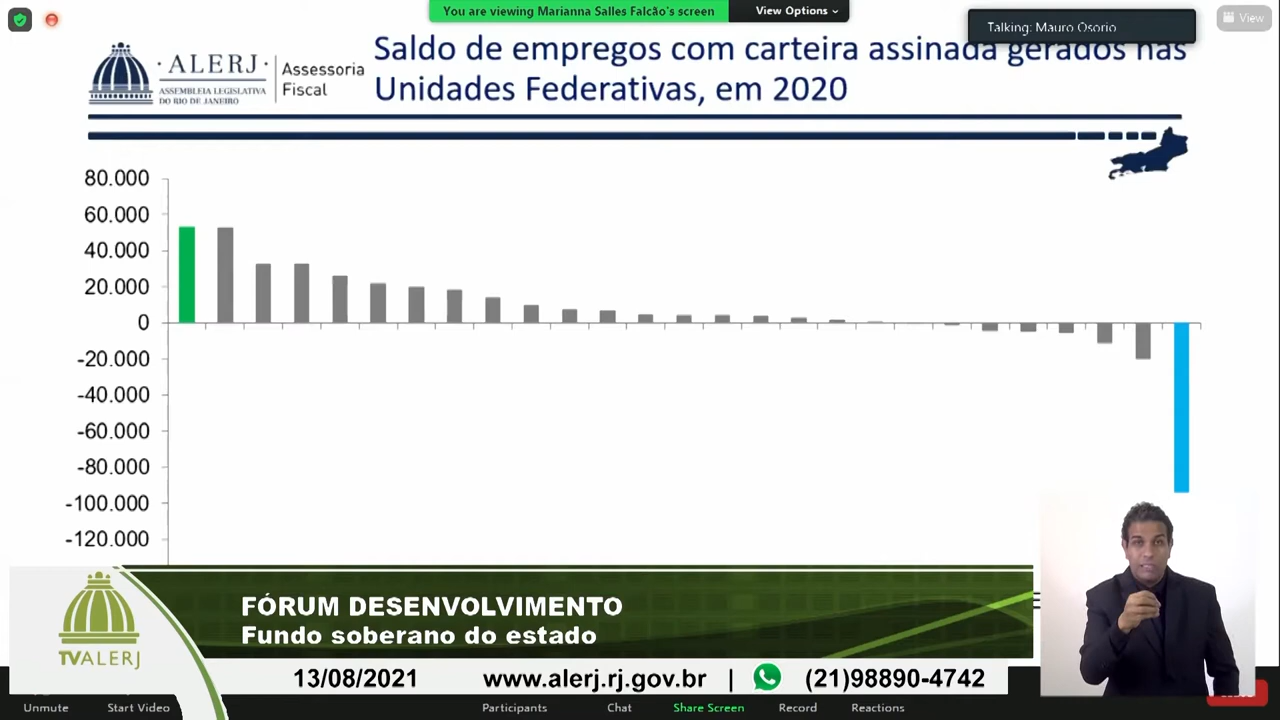 You are viewing Marianna Salles Falcão's screen
View Options
Talking: Mauro Osorio
View
·ALERJ·
ASSEMBLEIA LEGISLATIVA
DO RIO DE JANEIRO
Assessoria
Fiscal
Saldo de empregos com carteira assinada gerados nas
Unidades Federativas, em 2020
80.000
60.000
40.000
20.000
0
-20.000
-40.000
-60.000
-80.000
-100.000
-120.000
TVALERJ
FÓRUM DESENVOLVIMENTO
Fundo soberano do estado
13/08/2021 www.alerj.rj.gov.br | (21)98890-4742
Unmute Start Video Participants Chat Share Screen Record Reactions